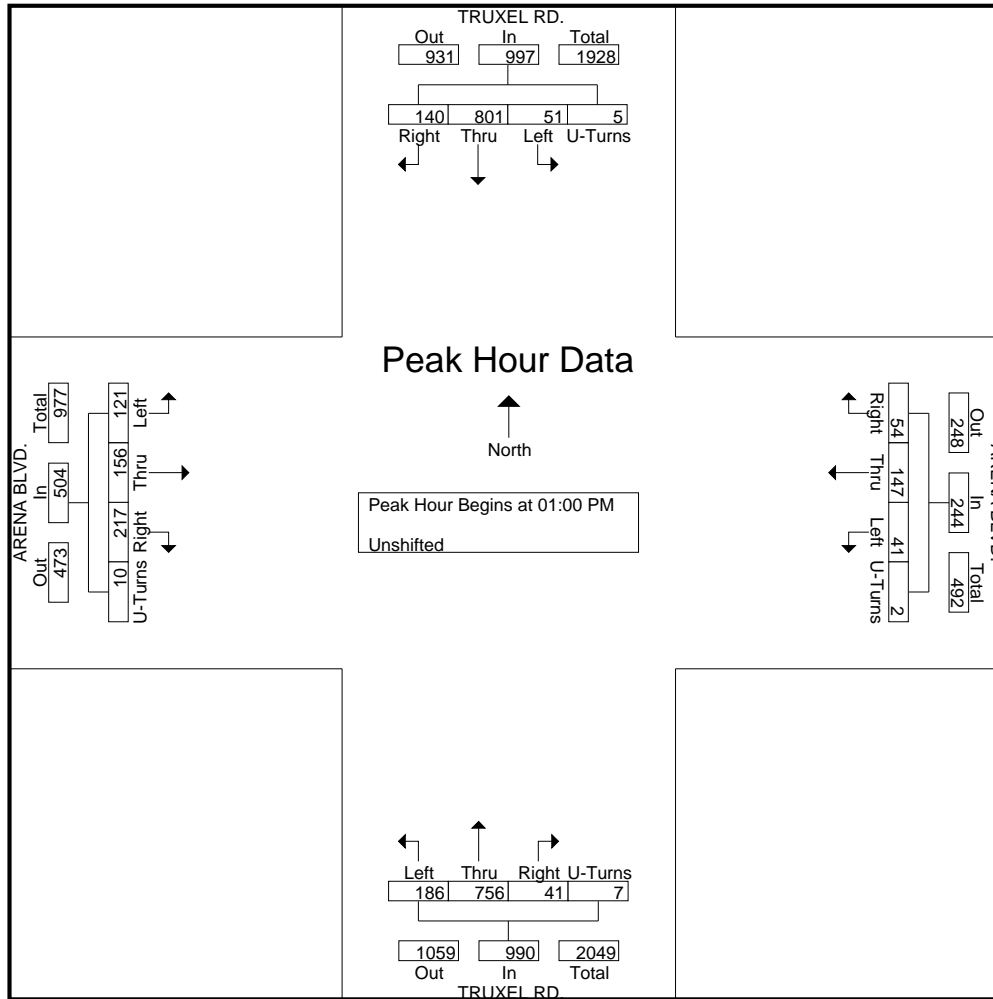 TRUXEL RD.
Out In Total
931 997 1928
140 801 51 5
Right Thru Left U-Turns
Peak Hour Data
North
Peak Hour Begins at 01:00 PM
Unshifted
ARENA BLVD.
Total In Out
977 504 473
121 156 217 10
Left Thru Right U-Turns
Out In Total
248 244 492
54 147 41 2
Right Thru Left U-Turns
Left Thru Right U-Turns
186 756 41 7
1059 990 2049
Out In Total
TRUXEL RD.